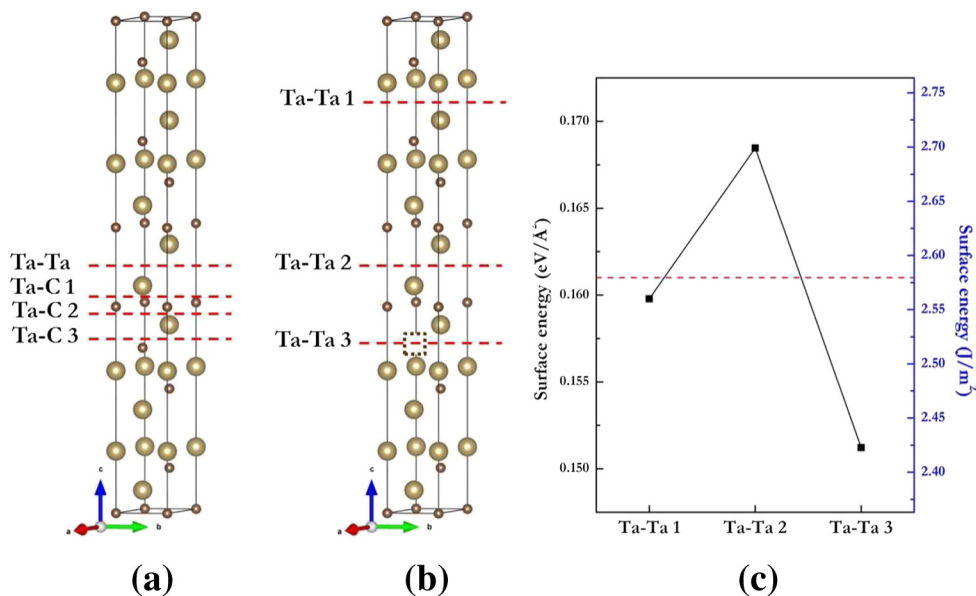 Ta-Ta
Ta-C 1
Ta-C 2
Ta-C 3
c
a
b
(a)
Ta-Ta 1
Ta-Ta 2
Ta-Ta 3
c
a
b
(b)
Surface energy (eV/Å²)
0.170
0.165
0.160
0.155
0.150
Ta-Ta 1
Ta-Ta 2
Ta-Ta 3
2.75
2.70
2.65
2.60
2.55
2.50
2.45
2.40
Surface energy (J/m²)
(c)